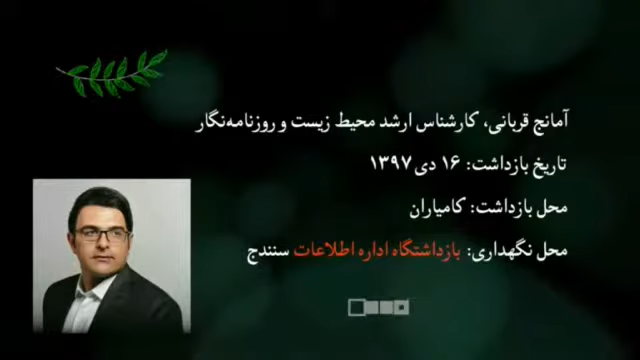 آمانج قربانی، کارشناس ارشد محیط زیست و روزنامه‌نگار
تاریخ بازداشت: ۱۶ دی ۱۳۹۷
محل بازداشت: کامیاران
محل نگهداری: بازداشتگاه اداره اطلاعات سنندج